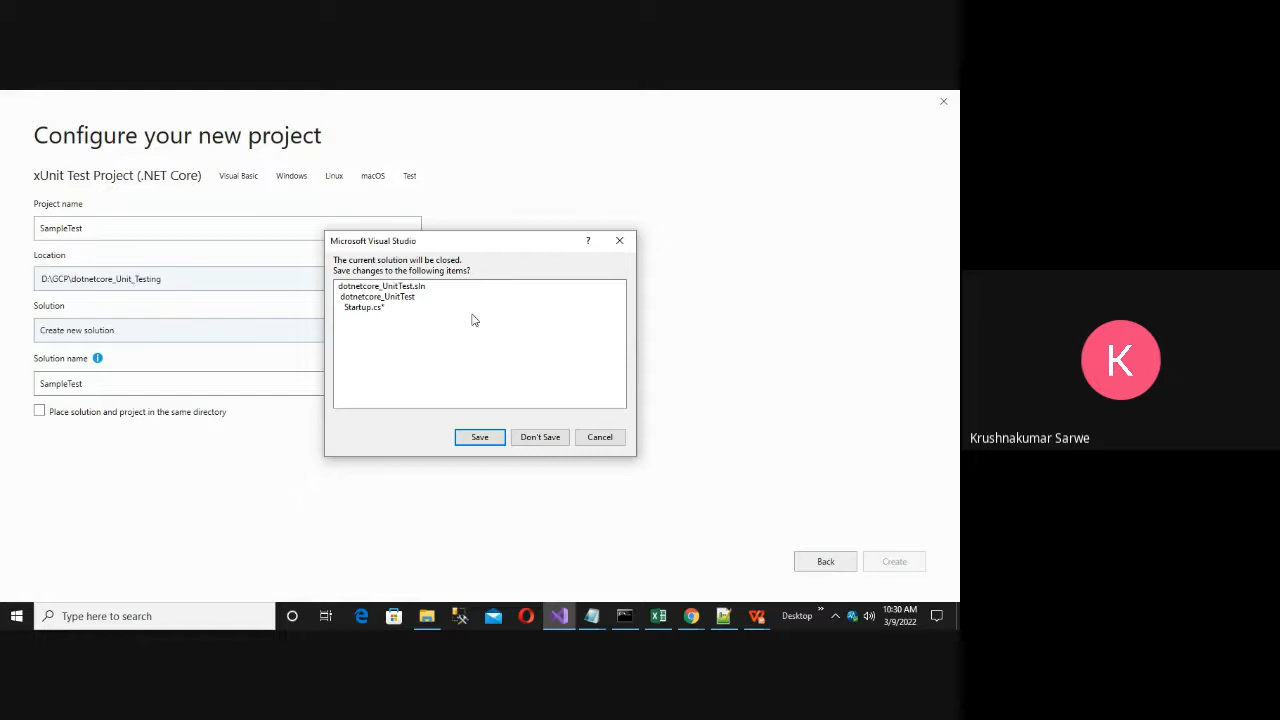 Configure your new project
xUnit Test Project (.NET Core) Visual Basic Windows Linux macOS Test
Project name
SampleTest
Location
D:\GCP\dotnetcore_Unit_Testing
Solution
Create new solution
Solution name
SampleTest
Place solution and project in the same directory
Microsoft Visual Studio
The current solution will be closed.
Save changes to the following items?
dotnetcore_UnitTest.sln
dotnetcore_UnitTest
Startup.cs*
Save Don't Save Cancel
Back Create
K
Krushnakumar Sarwe
Type here to search
Desktop
10:30 AM
3/9/2022